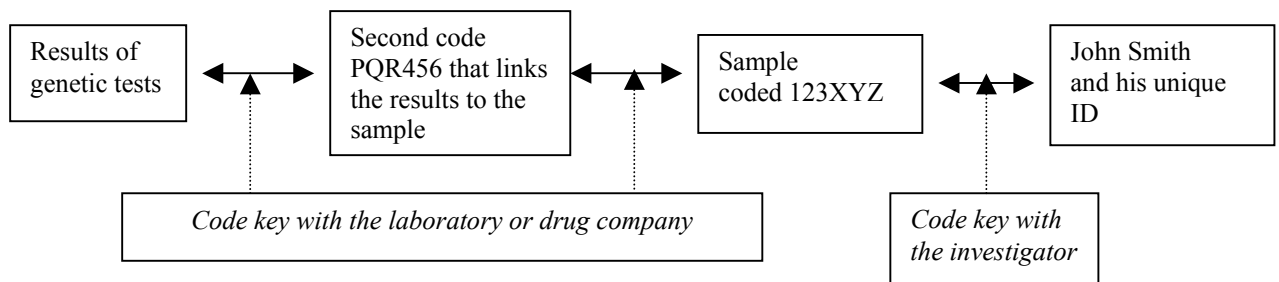 Results of
genetic tests
Second code
PQR456 that links
the results to the
sample
Sample
coded 123XYZ
John Smith
and his unique
ID
Code key with the laboratory or drug company
Code key with
the investigator